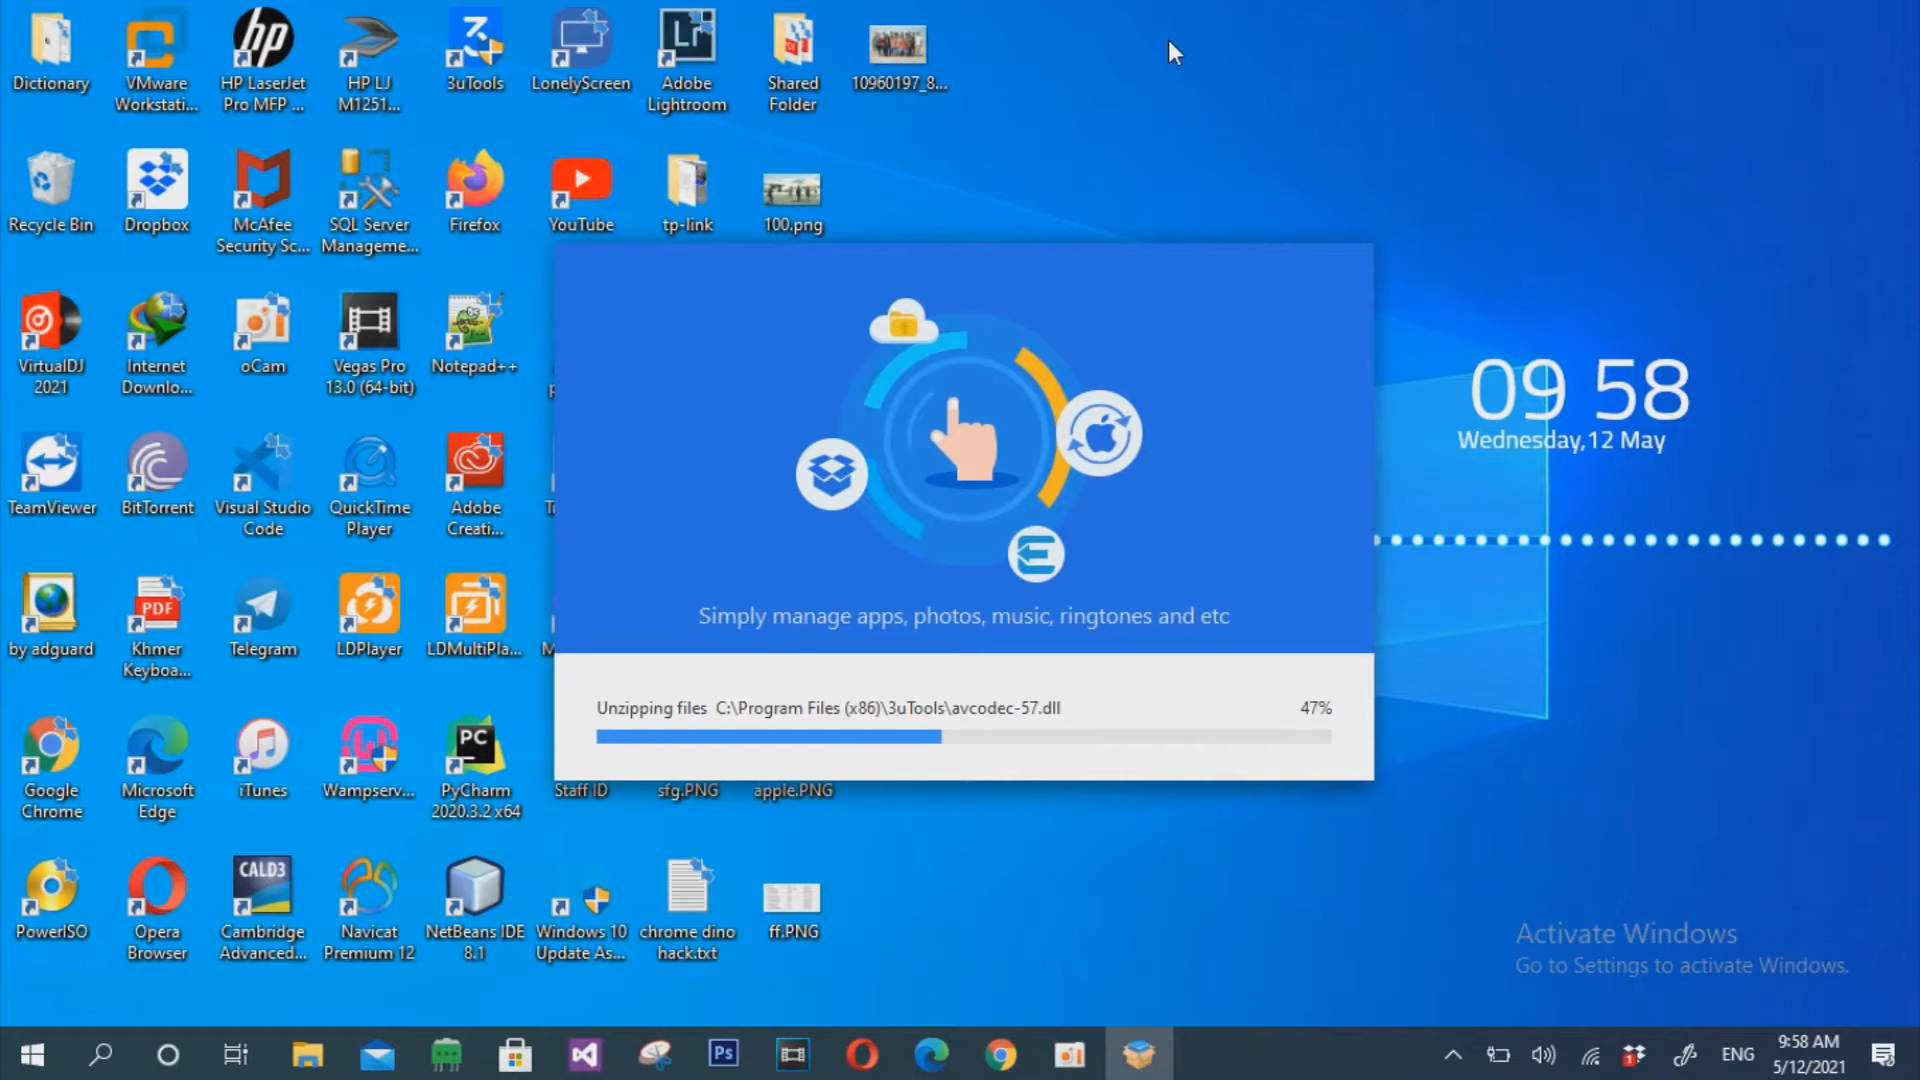 Dictionary
VMware
Workstati...
HP LaserJet
Pro MFP ...
HP LJ
M1251...
3uTools
LonelyScreen
Adobe
Lightroom
Shared
Folder
10960197_8...
Recycle Bin
Dropbox
McAfee
Security Sc...
SQL Server
Manageme...
Firefox
YouTube
tp-link
100.png
VirtualDJ
2021
Internet
Downlo...
oCam
Vegas Pro
13.0 (64-bit)
Notepad++
09 58
Wednesday,12 May
TeamViewer
BitTorrent
Visual Studio
Code
QuickTime
Player
Adobe
Creati...
by adguard
PDF
Khmer
Keyboa...
Telegram
LDPlayer
LDMultiPla...
Simply manage apps, photos, music, ringtones and etc
Unzipping files C:\Program Files (x86)\3uTools\avcodec-57.dll
47%
Google
Chrome
Microsoft
Edge
iTunes
Wampserv...
PC
PyCharm
2020.3.2 x64
Staff ID
sfg.PNG
apple.PNG
PowerISO
Opera
Browser
CALD3
Cambridge
Advanced...
Navicat
Premium 12
NetBeans IDE
8.1
Windows 10
Update As...
chrome dino
hack.txt
ff.PNG
Activate Windows
Go to Settings to activate Windows.
Ps
ENG
9:58 AM
5/12/2021